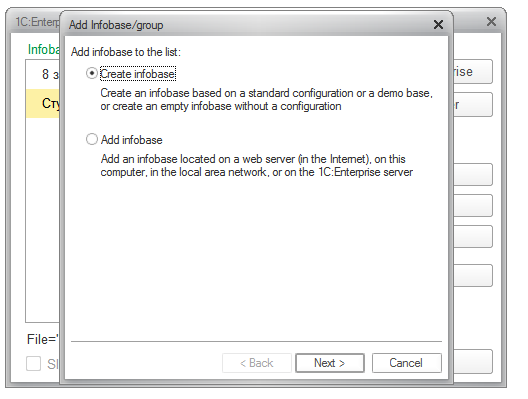 1C:Enterp
Add Infobase/group
Infoba
Add infobase to the list:
8 з
Create infobase
ise
Create an infobase based on a standard configuration or a demo base,
or create an empty infobase without a configuration
Ст
r
Add infobase
Add an infobase located on a web server (in the Internet), on this
computer, in the local area network, or on the 1C:Enterprise server
File="
< Back
Next >
Cancel